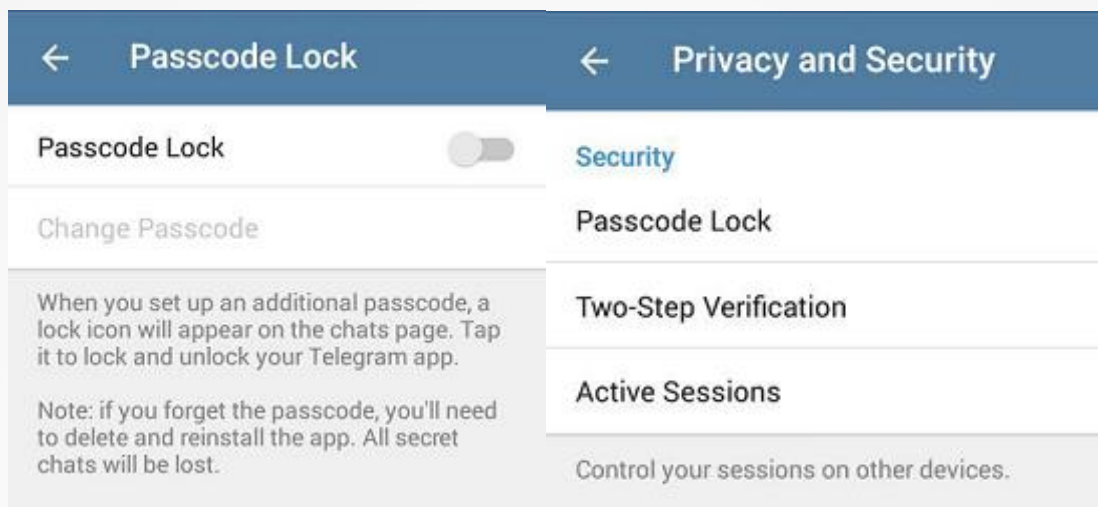 Passcode Lock
Passcode Lock
Change Passcode
When you set up an additional passcode, a
lock icon will appear on the chats page. Tap
it to lock and unlock your Telegram app.
Note: if you forget the passcode, you'll need
to delete and reinstall the app. All secret
chats will be lost.
Privacy and Security
Security
Passcode Lock
Two-Step Verification
Active Sessions
Control your sessions on other devices.